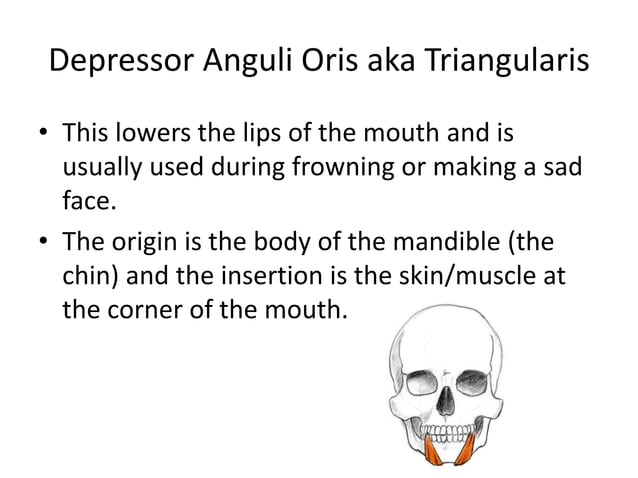 Depressor Anguli Oris aka Triangularis
• This lowers the lips of the mouth and is
usually used during frowning or making a sad
face.
• The origin is the body of the mandible (the
chin) and the insertion is the skin/muscle at
the corner of the mouth.